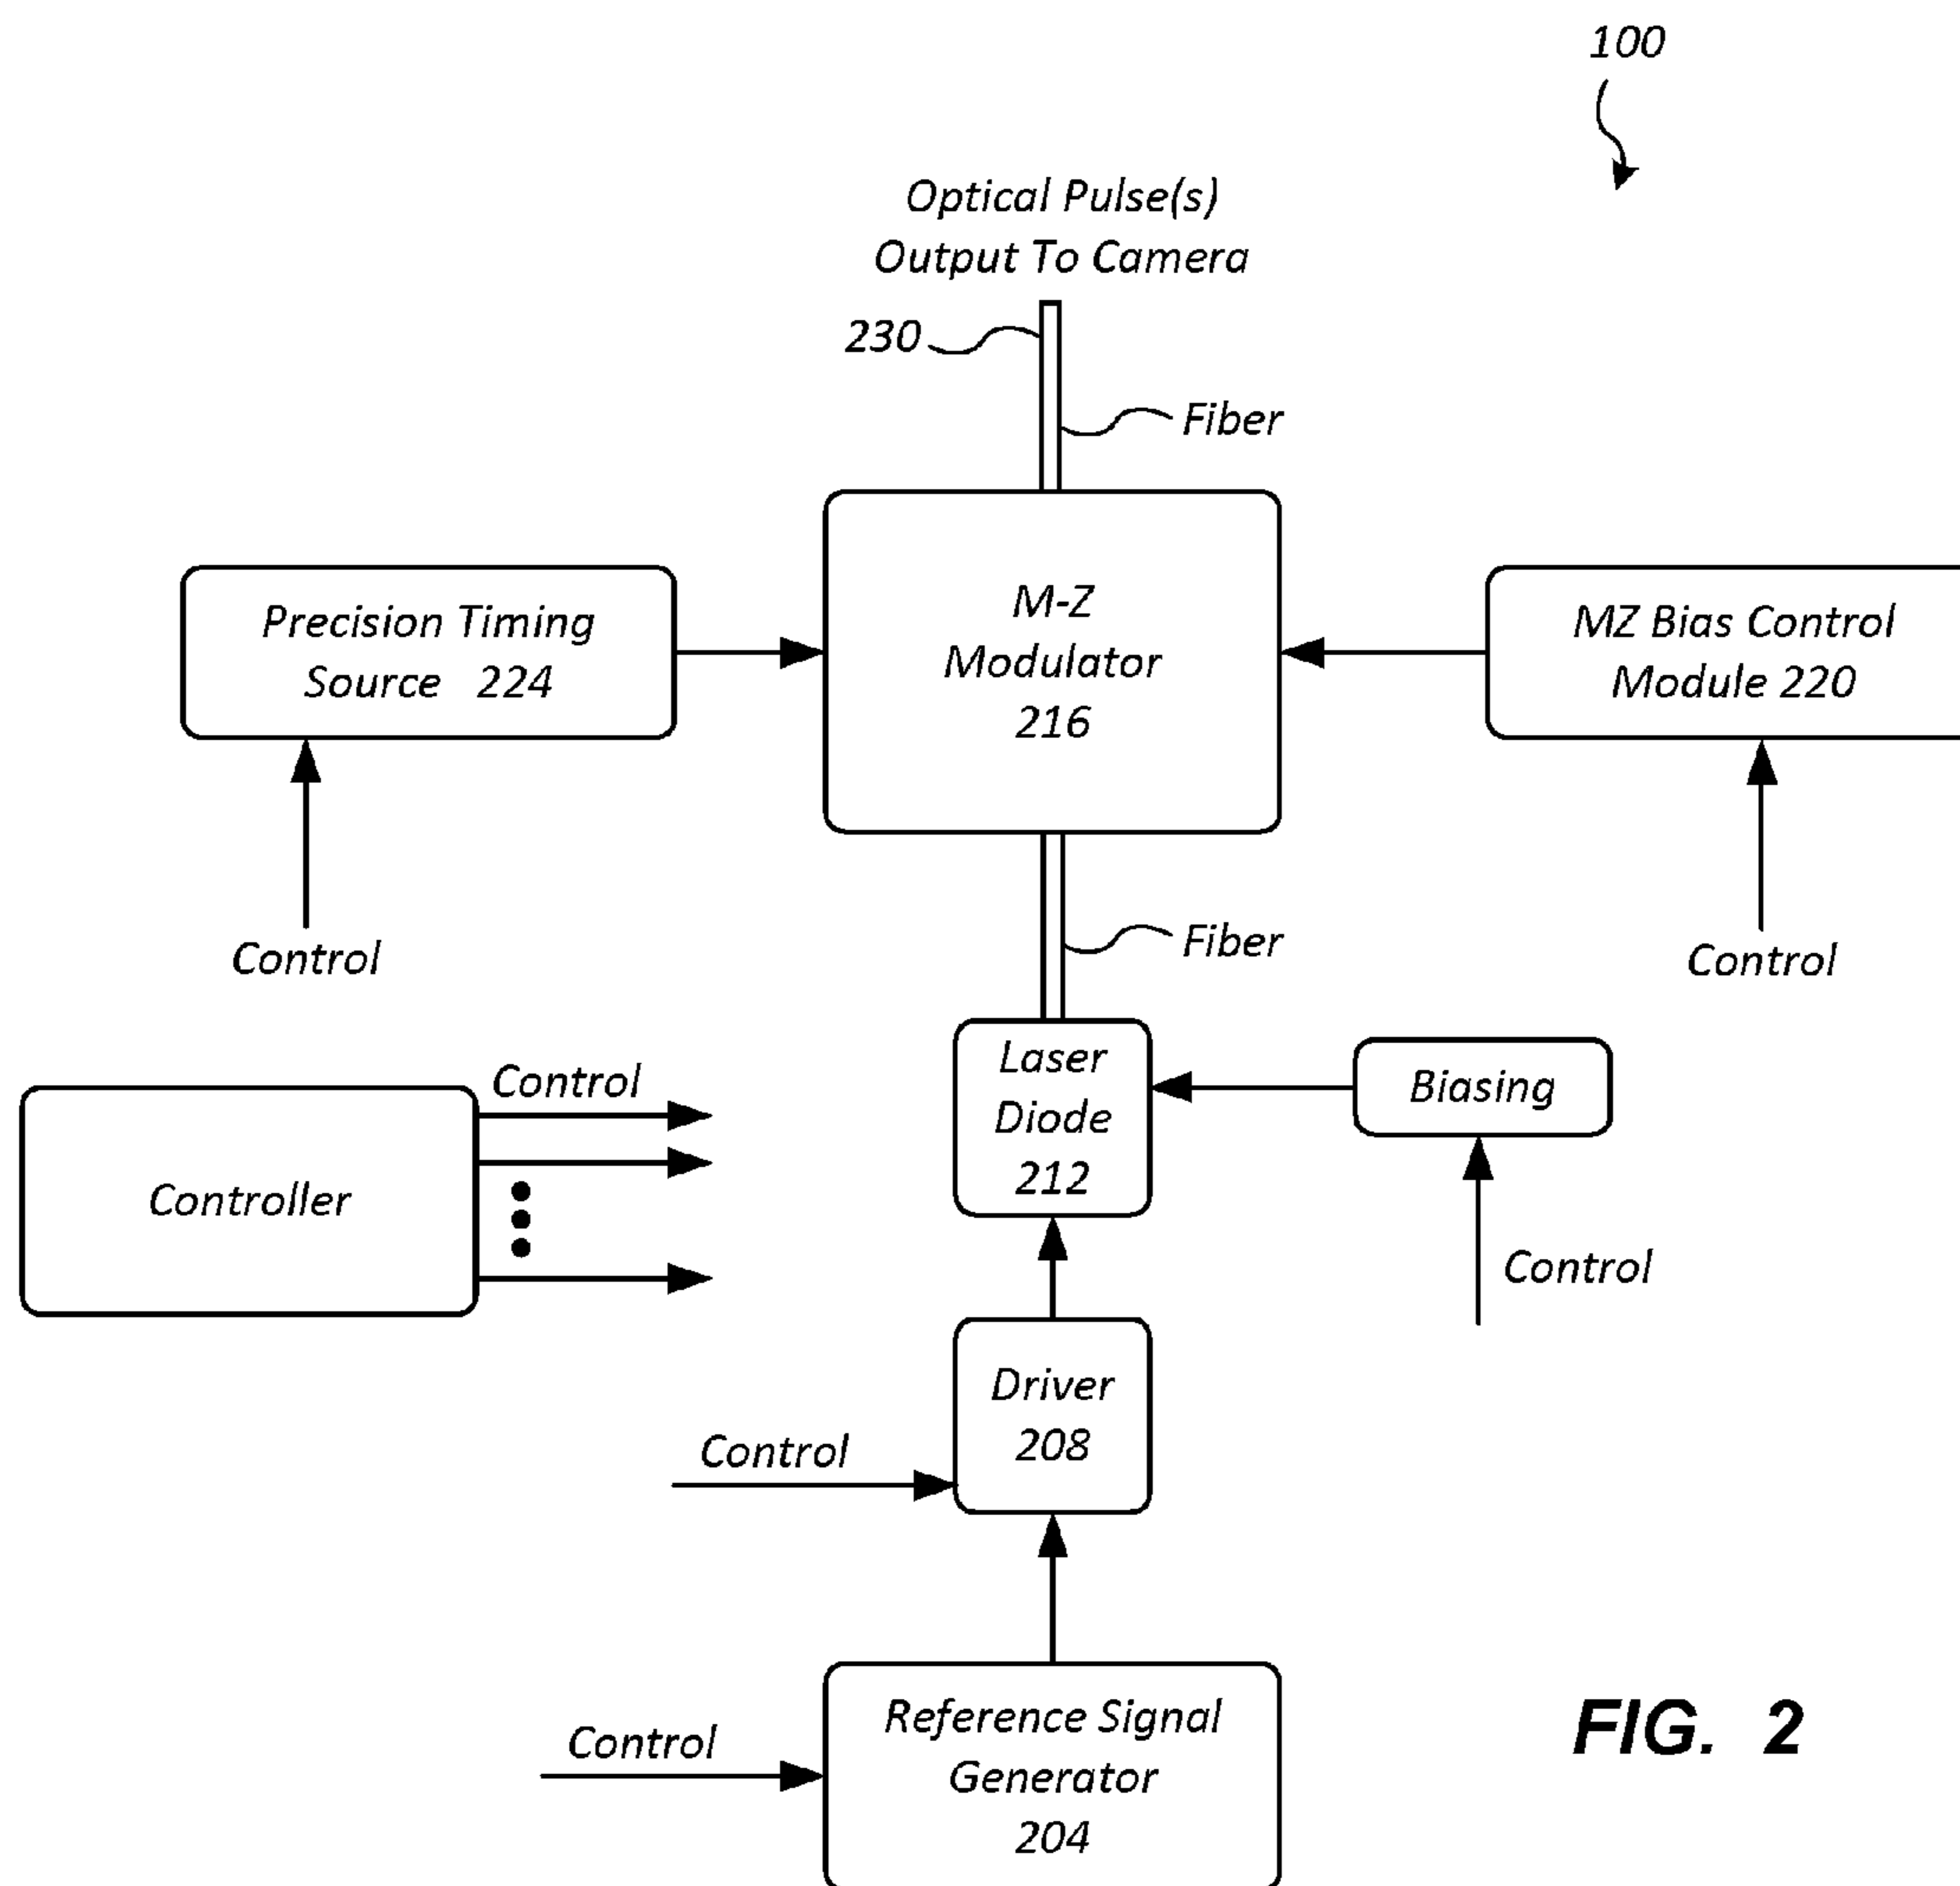 100
Optical Pulse(s)
Output To Camera
230
Fiber
M-Z
Modulator
216
Precision Timing
Source 224
MZ Bias Control
Module 220
Control
Control
Fiber
Laser
Diode
212
Biasing
Control
Controller
Control
Driver
208
Control
Reference Signal
Generator
204
Control
FIG. 2